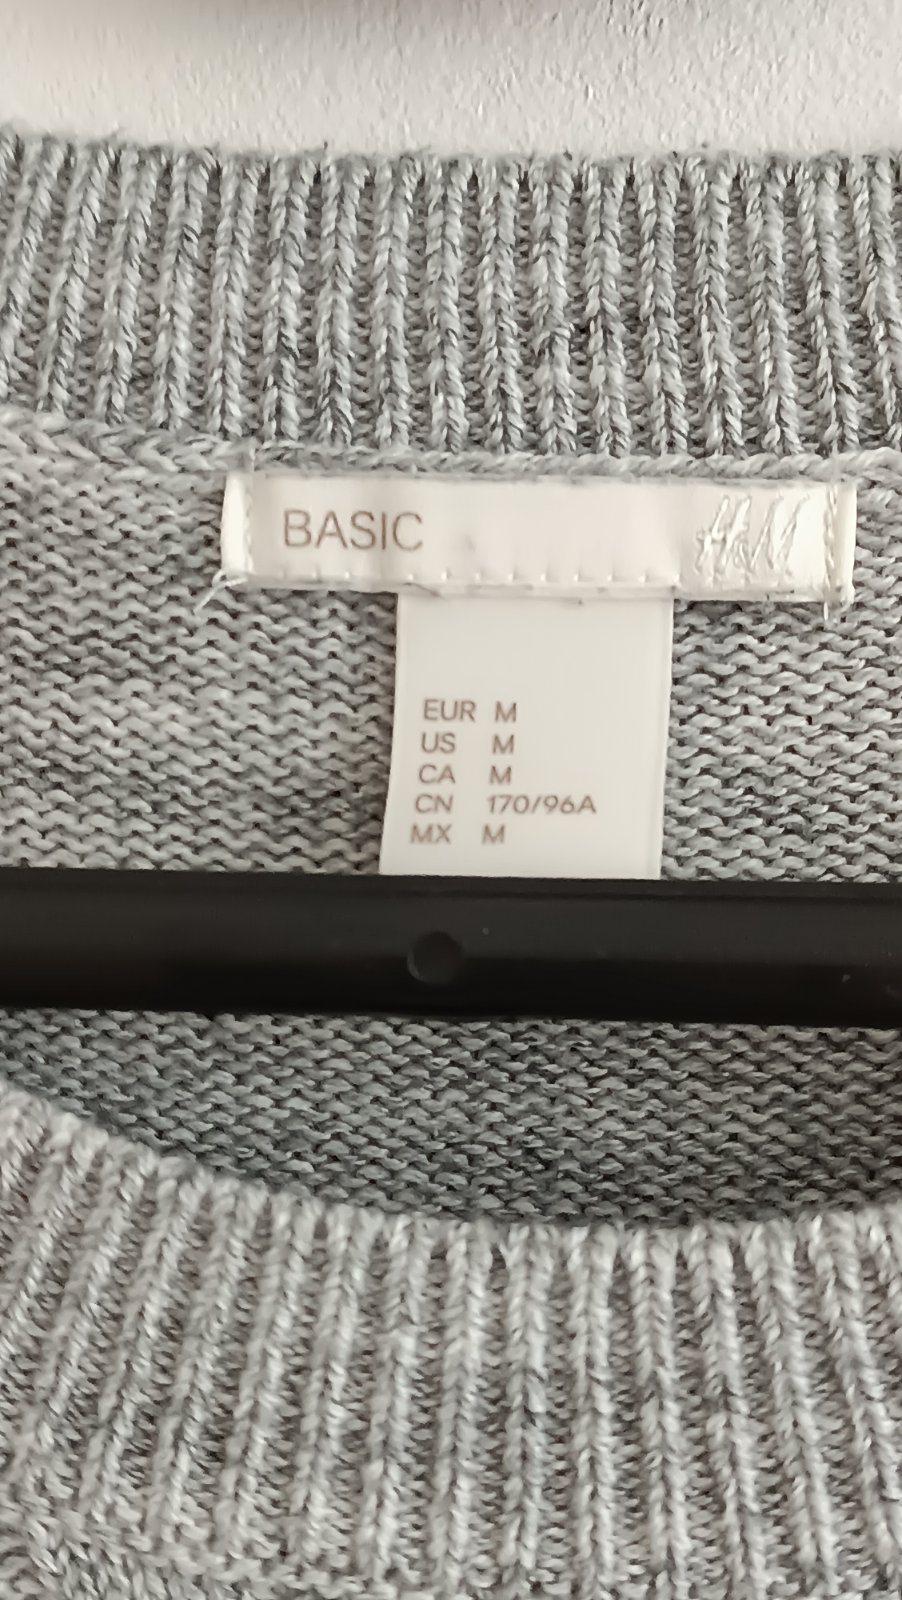 BASIC H&M
EUR M
US M
CA M
CN 170/96A
MX M